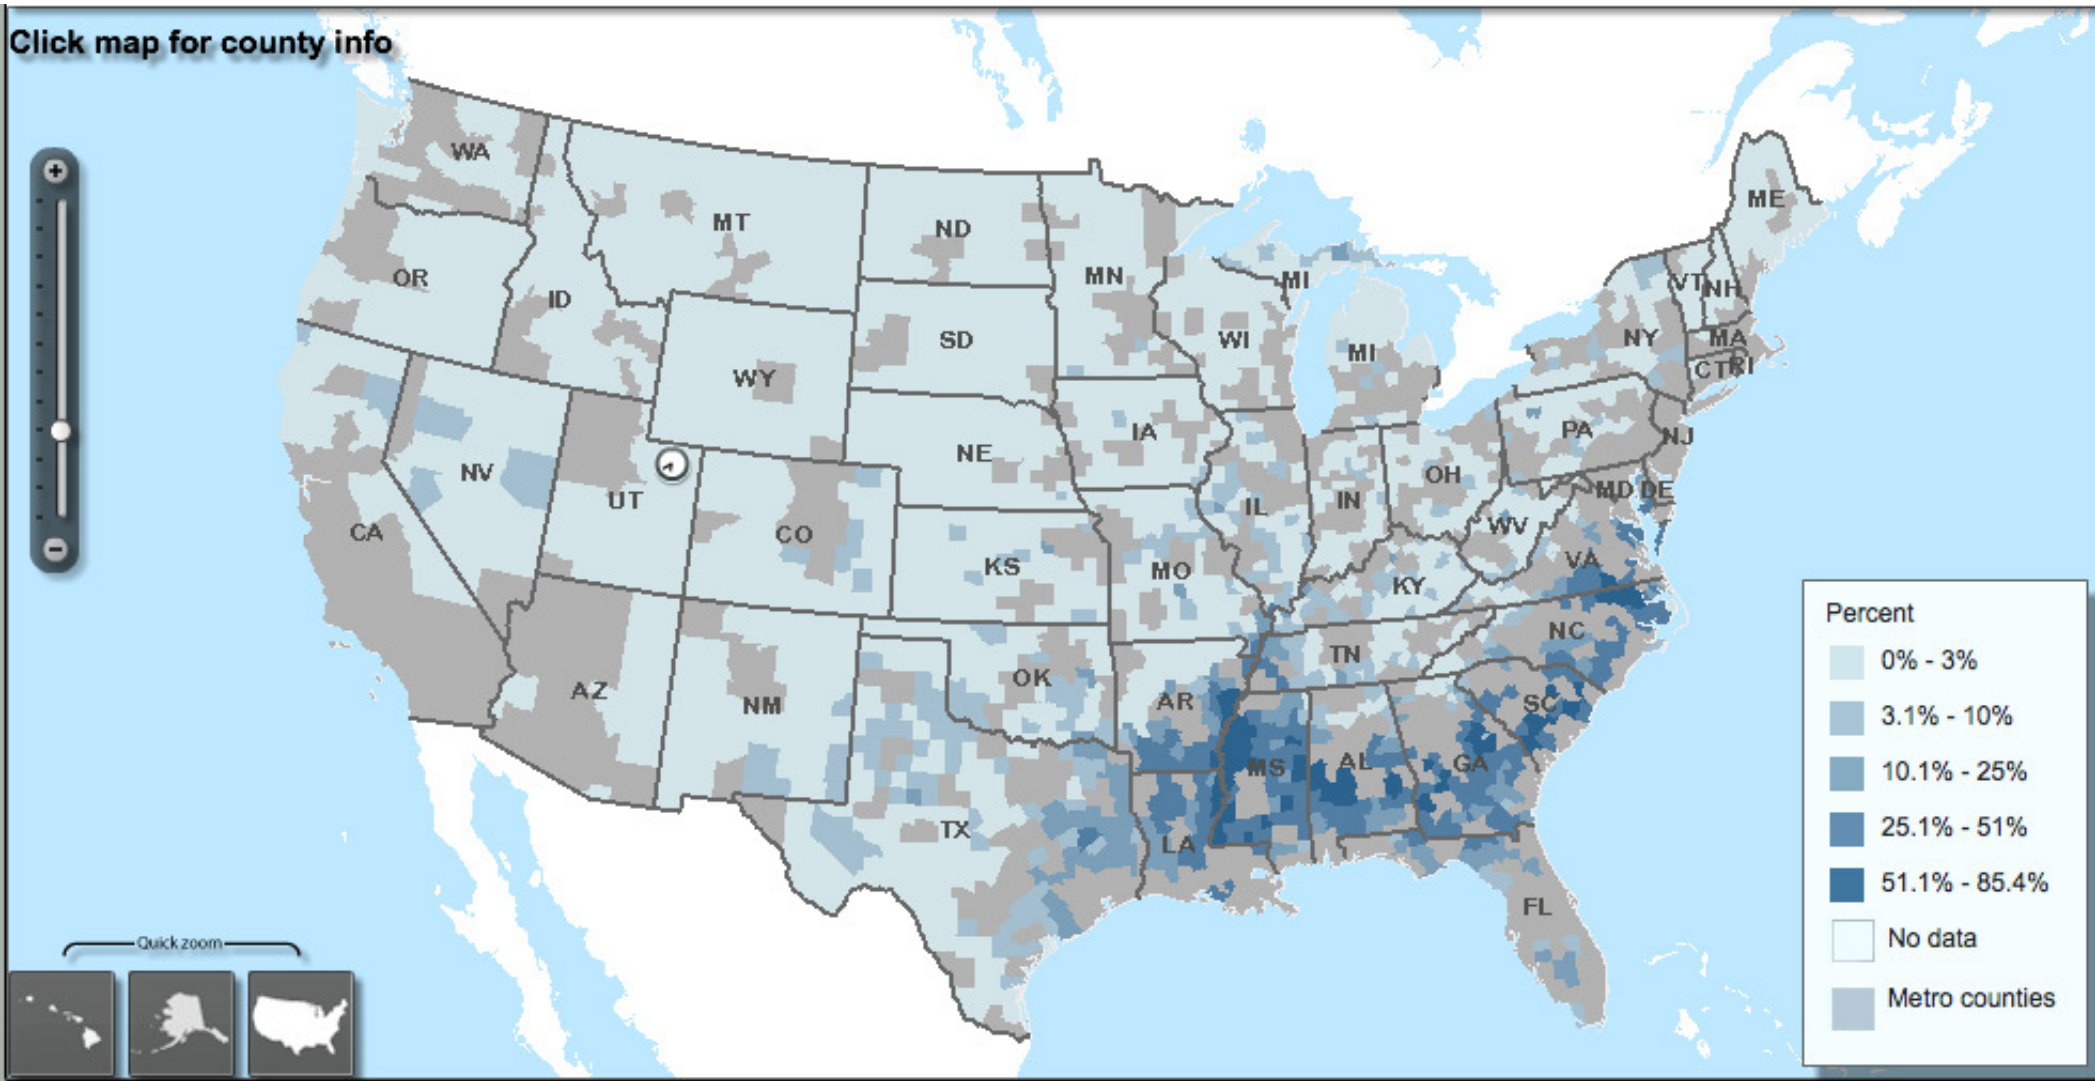 Click map for county info
WA
ME
MT
ND
OR
MN
VT
NH
ID
MI
SD
WI
NY
MA
MI
CT
RI
WY
IA
PA
NJ
NE
NV
OH
MD
DE
UT
IN
IL
WV
CA
CO
VA
KS
MO
KY
NC
TN
OK
AZ
NM
AR
SC
MS
AL
GA
TX
LA
FL
Percent
0% - 3%
3.1% - 10%
10.1% - 25%
25.1% - 51%
51.1% - 85.4%
No data
Metro counties
Quick zoom